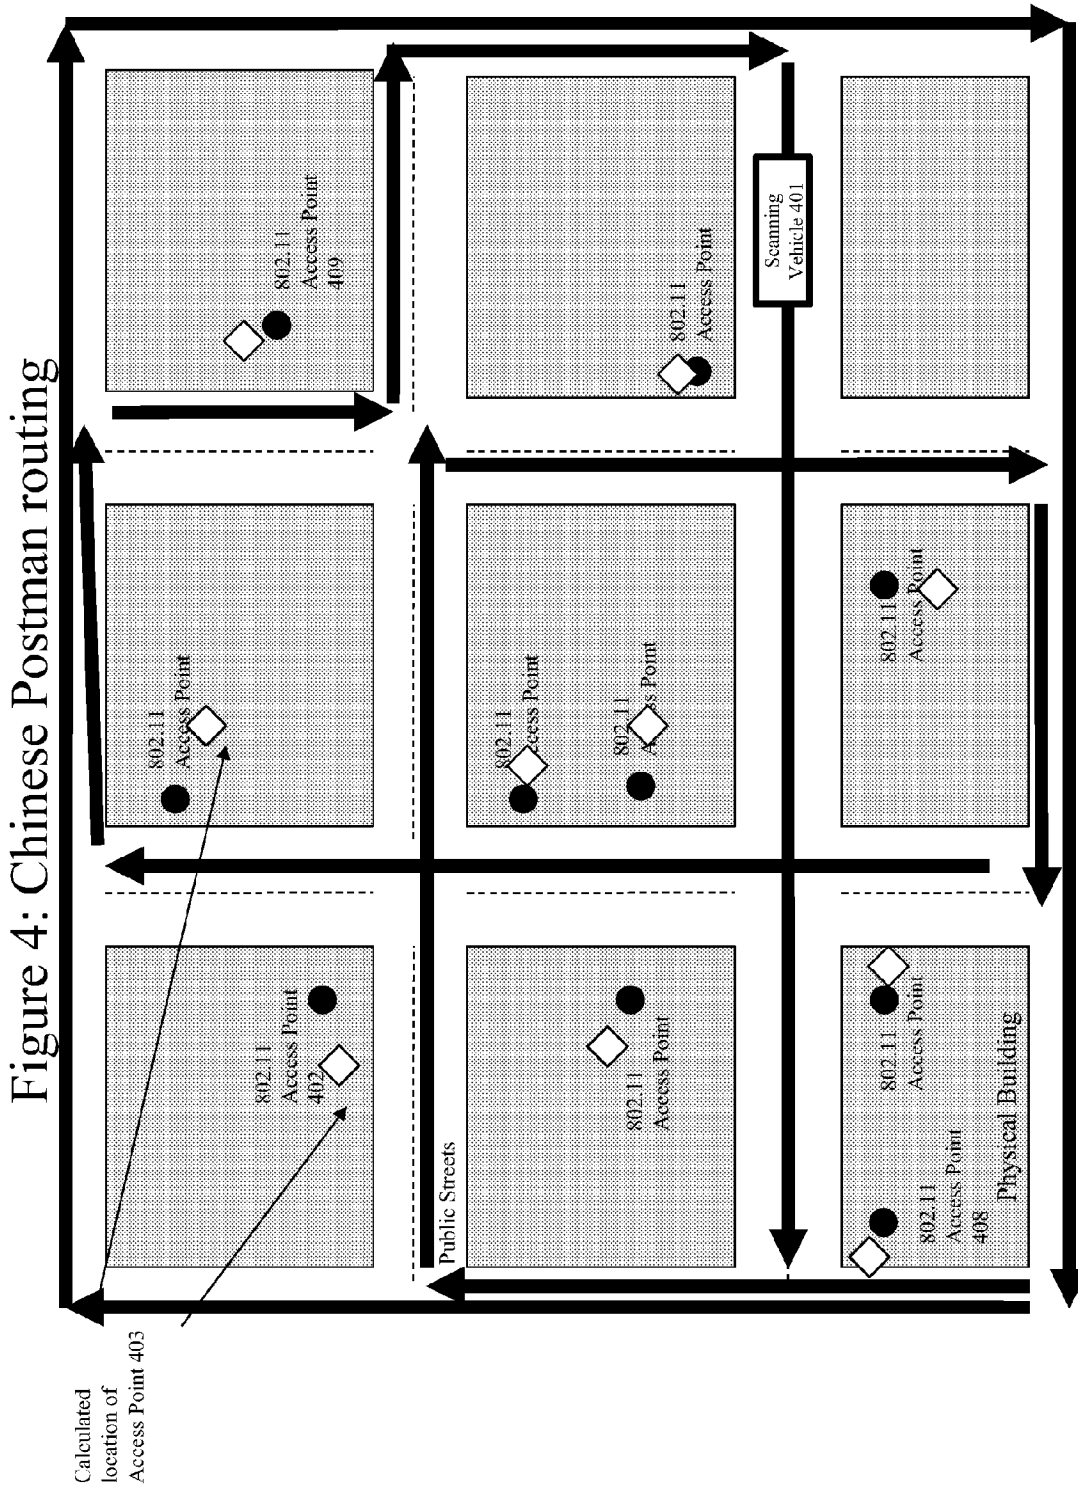 Figure 4: Chinese Postman routing
Calculated
location of
Access Point 403
802.11
Access Point
402
802.11
Access Point
802.11
Access Point
409
Public Streets
802.11
Access Point
802.11
Access Point
802.11
Access Point
802.11
Access Point
Scanning
Vehicle 401
802.11
Access Point
408
802.11
Access Point
Physical Building
802.11
Access Point